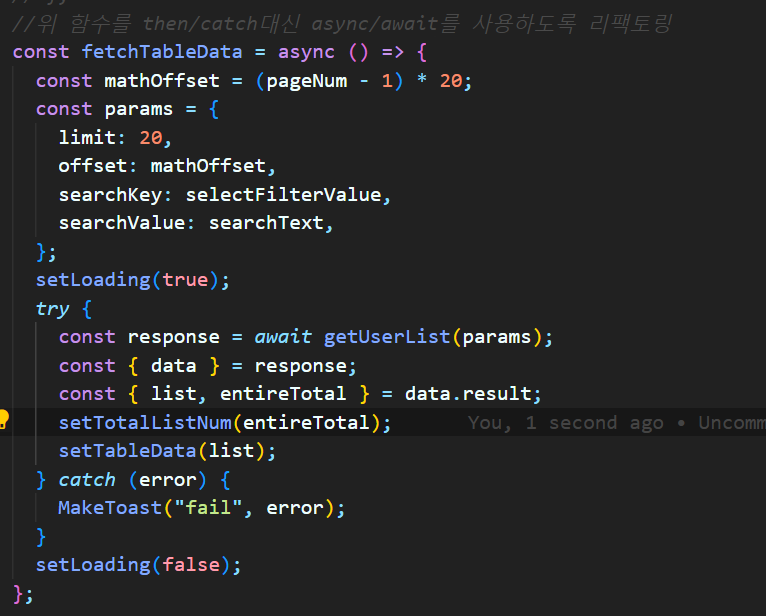 //위 함수를 then/catch대신 async/await를 사용하도록 리팩토링
const fetchTableData = async () => {
const mathOffset = (pageNum - 1) * 20;
const params = {
limit: 20,
offset: mathOffset,
searchKey: selectFilterValue,
searchValue: searchText,
};
setLoading(true);
try {
const response = await getUserList(params);
const { data } = response;
const { list, entireTotal } = data.result;
setTotalListNum(entireTotal); You, 1 second ago • Uncomm
setTableData(list);
} catch (error) {
MakeToast("fail", error);
}
setLoading(false);
};